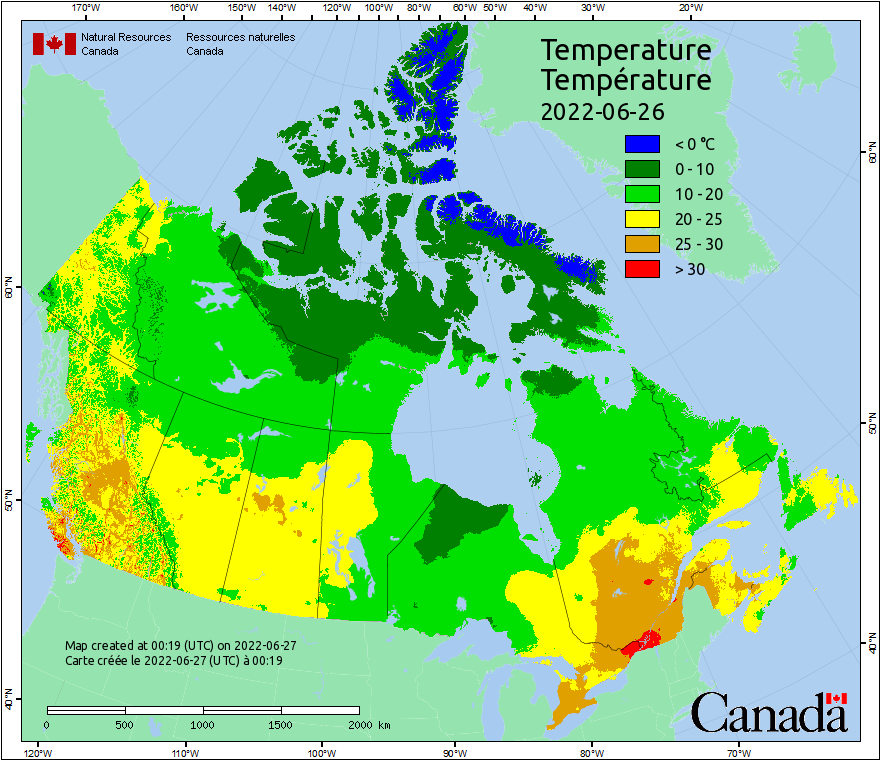 170°W 160°W 150°W 140°W 120°W 100°W 80°W 60°W 50°W 40°W 30°W 20°W
Natural Resources Ressources naturelles
Canada Canada
Temperature
Température
2022-06-26
< 0 °C
0 - 10
10 - 20
20 - 25
25 - 30
> 30
60°N 60°N
50°N 50°N
40°N 40°N
Map created at 00:19 (UTC) on 2022-06-27
Carte créée le 2022-06-27 (UTC) à 00:19
0 500 1000 1500 2000 km
Canada
120°W 110°W 100°W 90°W 80°W 70°W